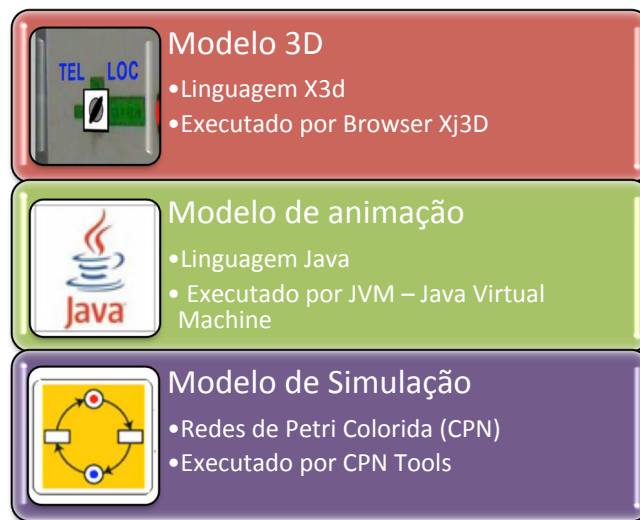 Modelo 3D
TEL LOC
•Linguagem X3d
•Executado por Browser Xj3D
Modelo de animação
•Linguagem Java
• Executado por JVM – Java Virtual
Machine
Java
Modelo de Simulação
•Redes de Petri Colorida (CPN)
•Executado por CPN Tools